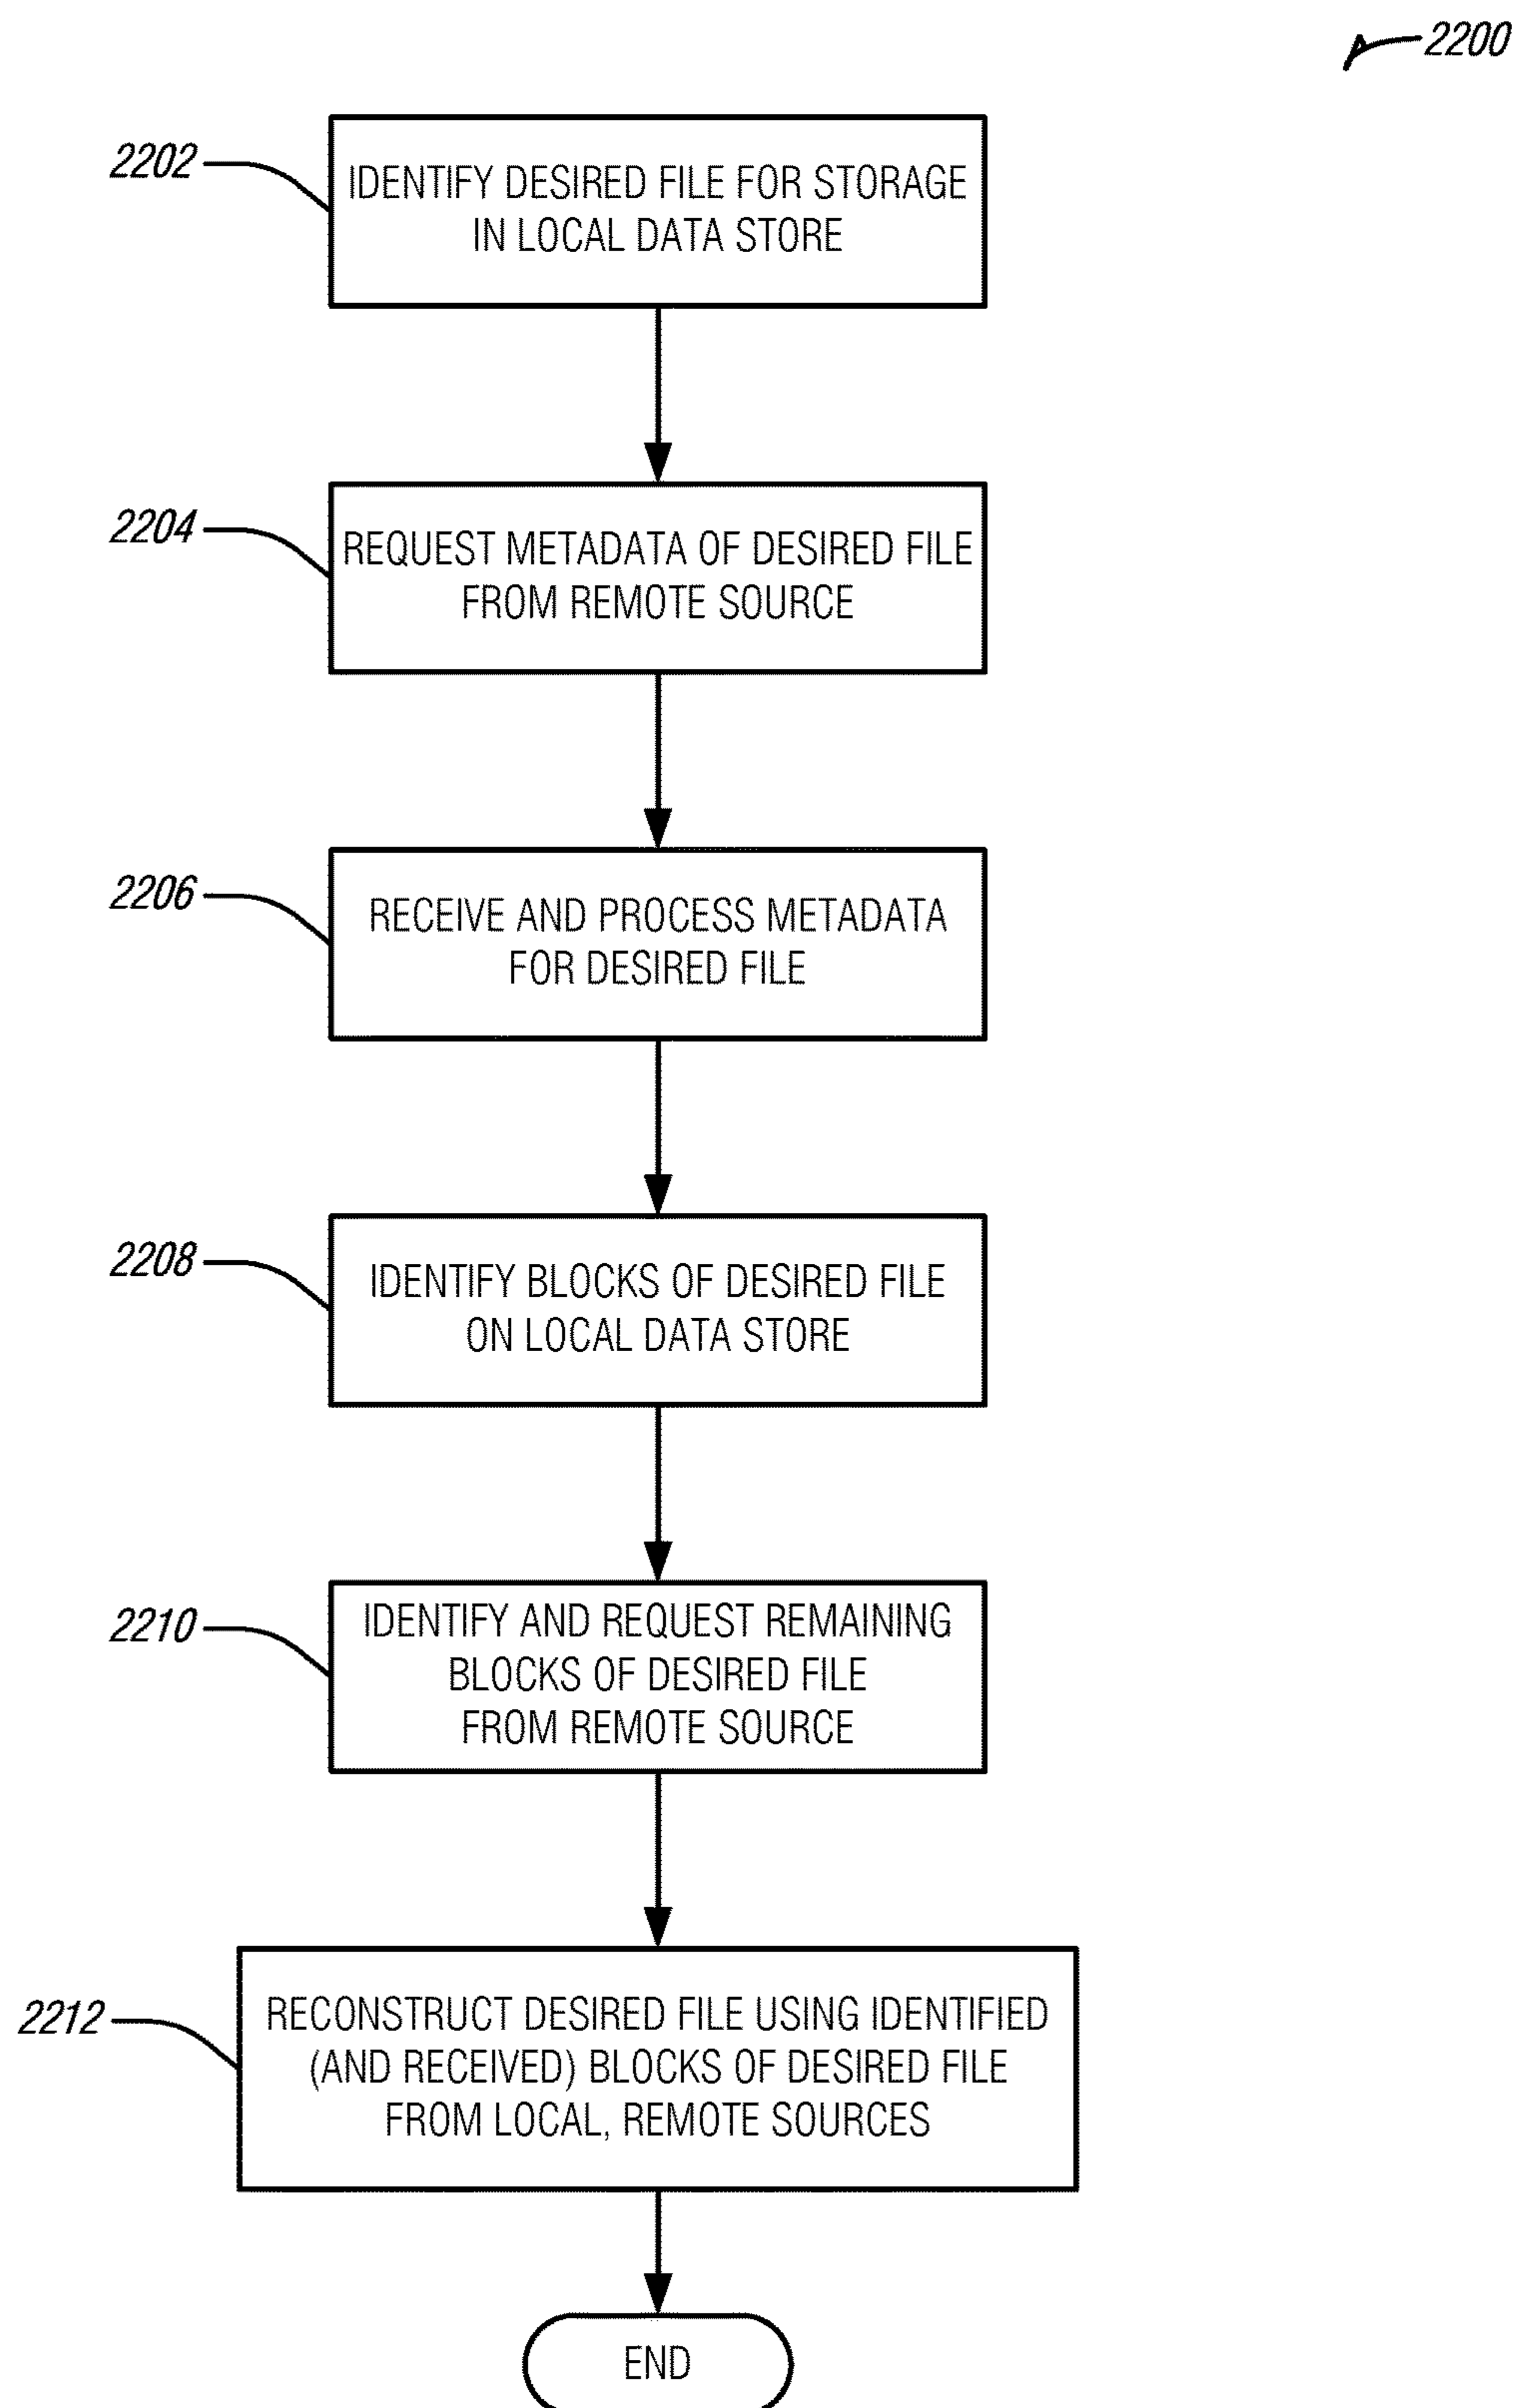 2200
2202
IDENTIFY DESIRED FILE FOR STORAGE
IN LOCAL DATA STORE
2204
REQUEST METADATA OF DESIRED FILE
FROM REMOTE SOURCE
2206
RECEIVE AND PROCESS METADATA
FOR DESIRED FILE
2208
IDENTIFY BLOCKS OF DESIRED FILE
ON LOCAL DATA STORE
2210
IDENTIFY AND REQUEST REMAINING
BLOCKS OF DESIRED FILE
FROM REMOTE SOURCE
2212
RECONSTRUCT DESIRED FILE USING IDENTIFIED
(AND RECEIVED) BLOCKS OF DESIRED FILE
FROM LOCAL, REMOTE SOURCES
END